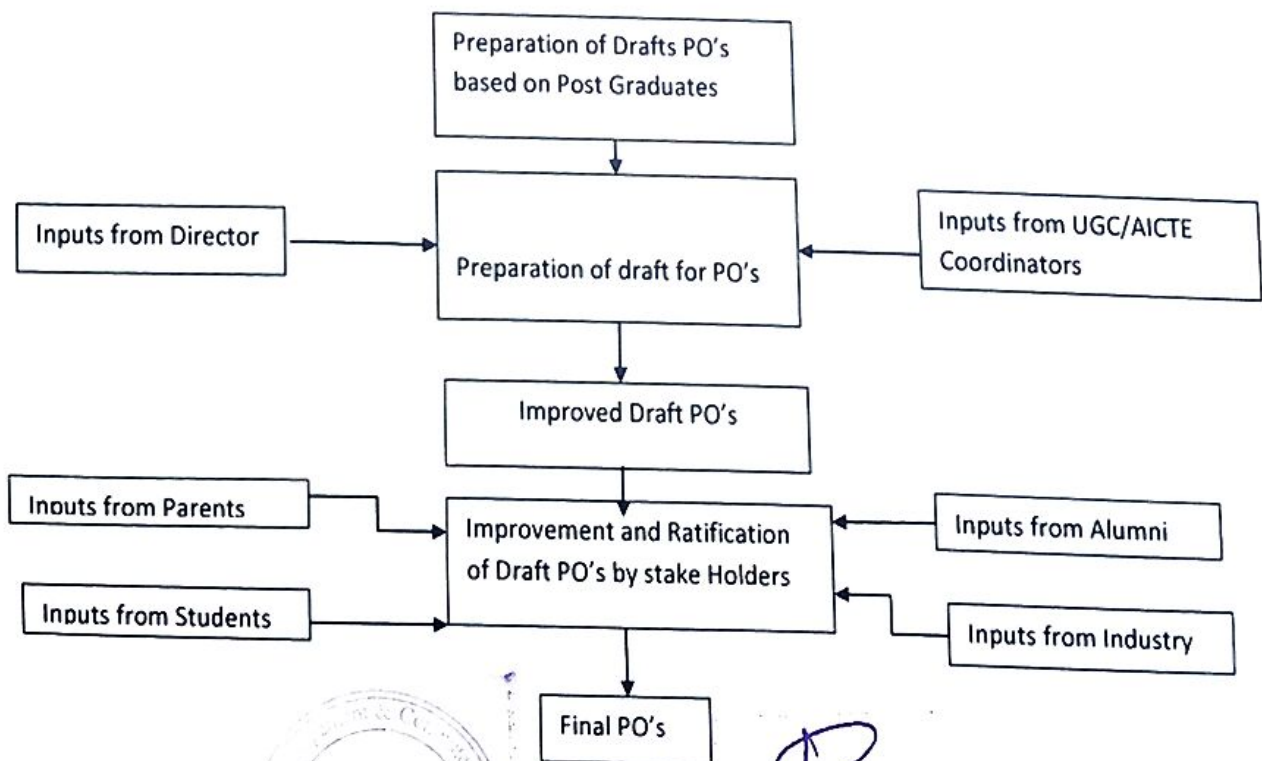 Preparation of Drafts PO's
based on Post Graduates
Inputs from Director
Preparation of draft for PO's
Inputs from UGC/AICTE
Coordinators
Improved Draft PO's
Inputs from Parents
Improvement and Ratification
of Draft PO's by stake Holders
Inputs from Alumni
Inputs from Students
Inputs from Industry
Final PO's